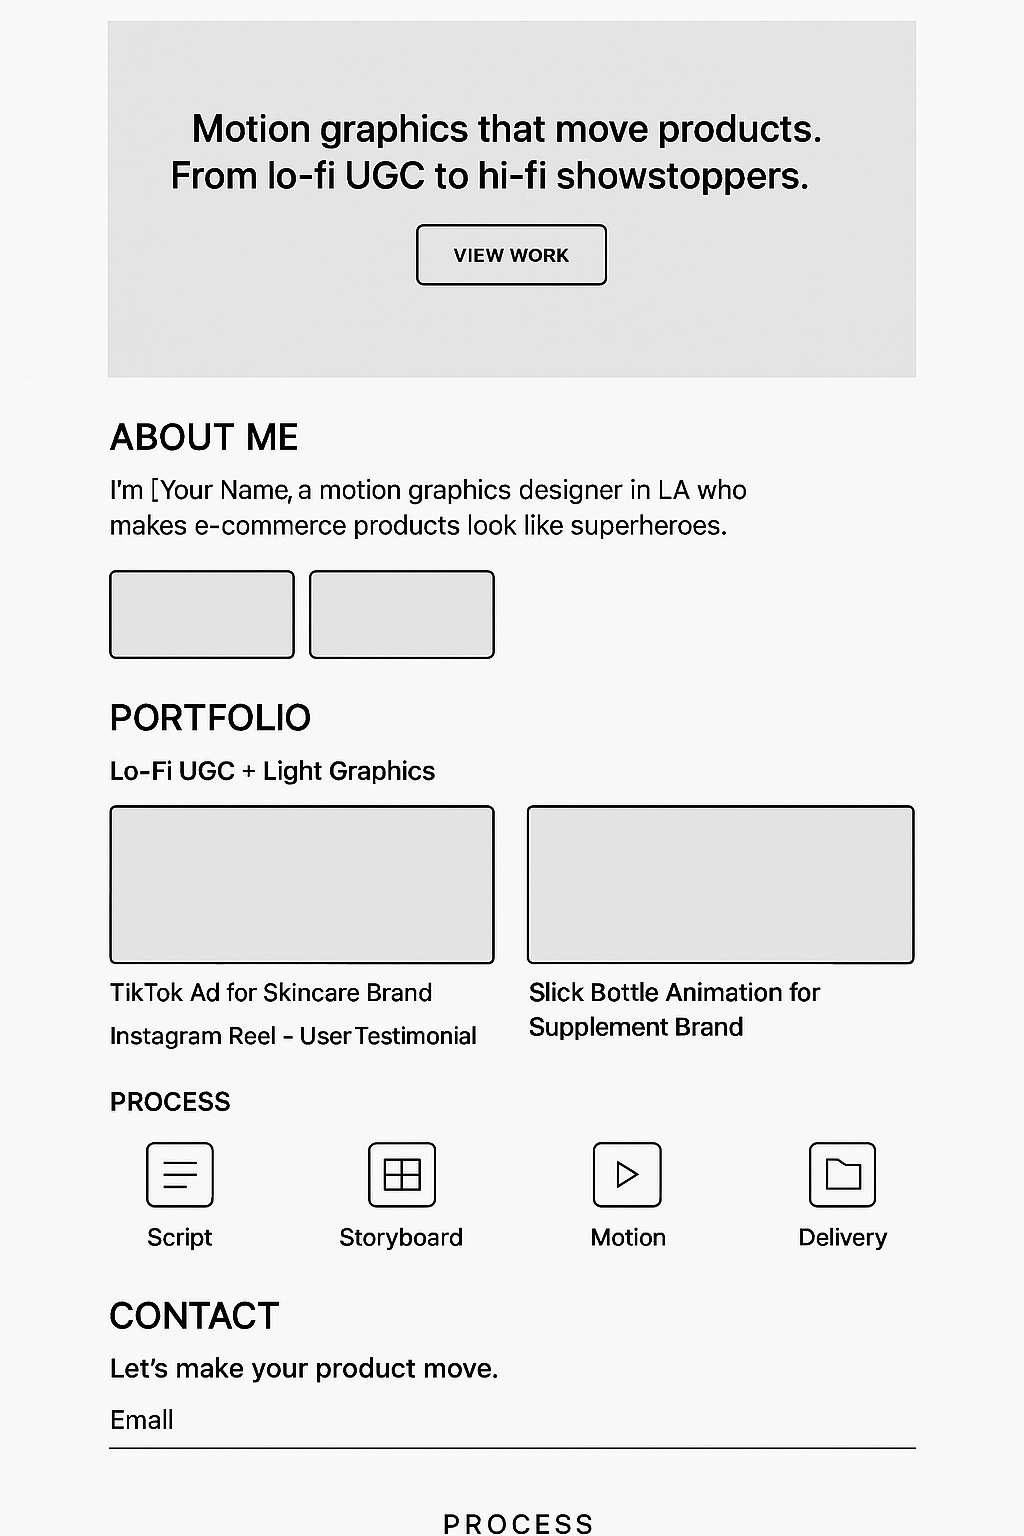 Motion graphics that move products.
From lo-fi UGC to hi-fi showstoppers.
VIEW WORK
ABOUT ME
I'm [Your Name, a motion graphics designer in LA who
makes e-commerce products look like superheroes.
PORTFOLIO
Lo-Fi UGC + Light Graphics
TikTok Ad for Skincare Brand
Instagram Reel - User Testimonial
Slick Bottle Animation for
Supplement Brand
PROCESS
Script
Storyboard
Motion
Delivery
CONTACT
Let's make your product move.
Emall
PROCESS